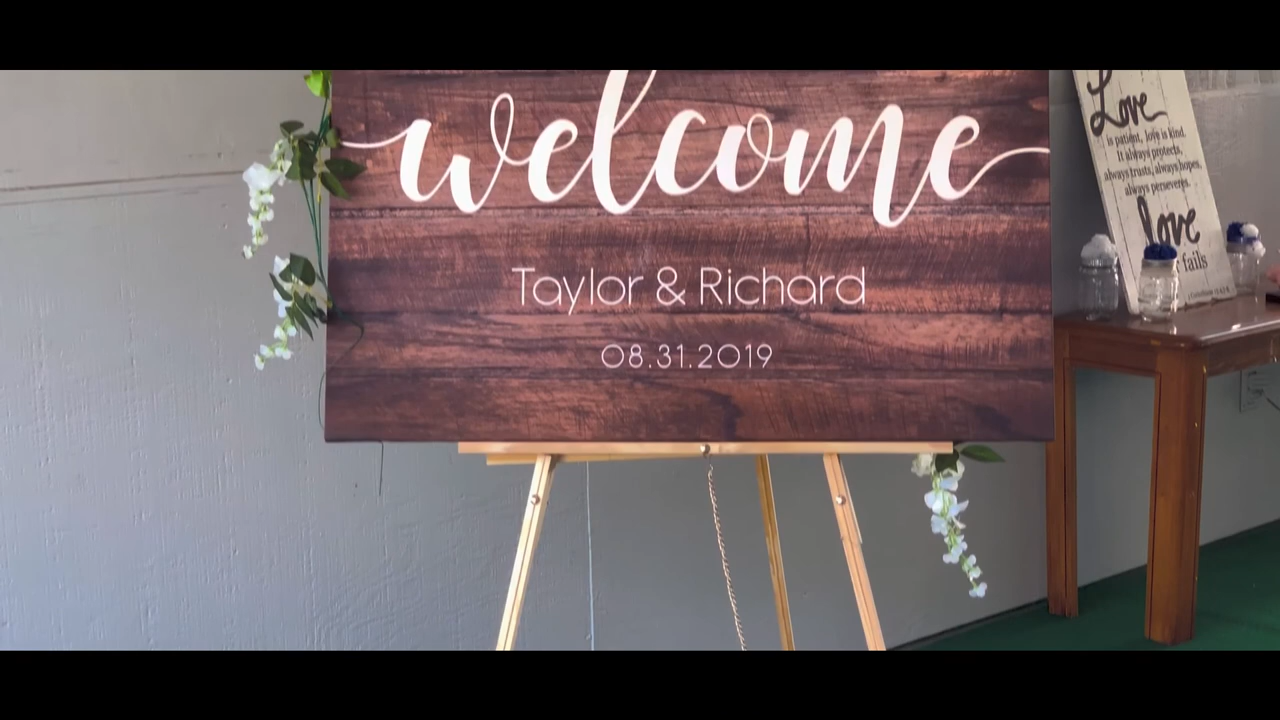 welcome
Taylor & Richard
08.31.2019
Love
is patient, love is kind.
It always protects,
always trusts, always hopes,
always perseveres.
love
fails